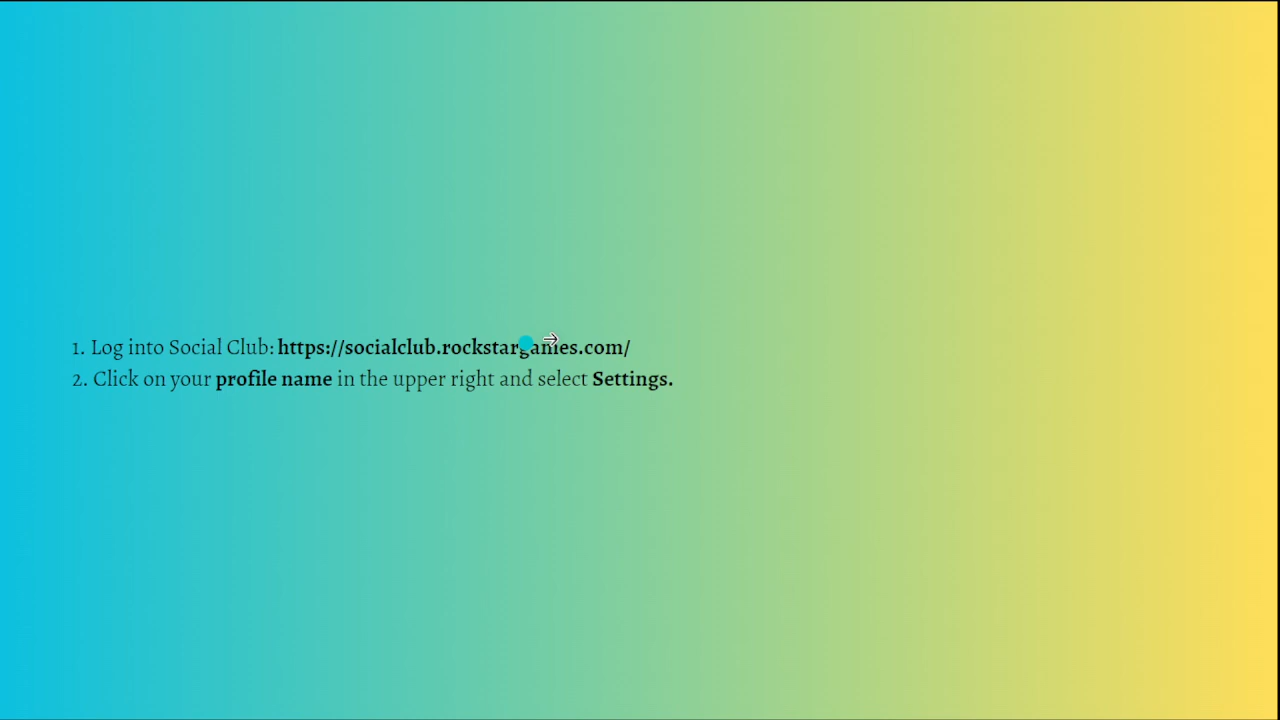 1. Log into Social Club: https://socialclub.rockstargames.com/
2. Click on your profile name in the upper right and select Settings.